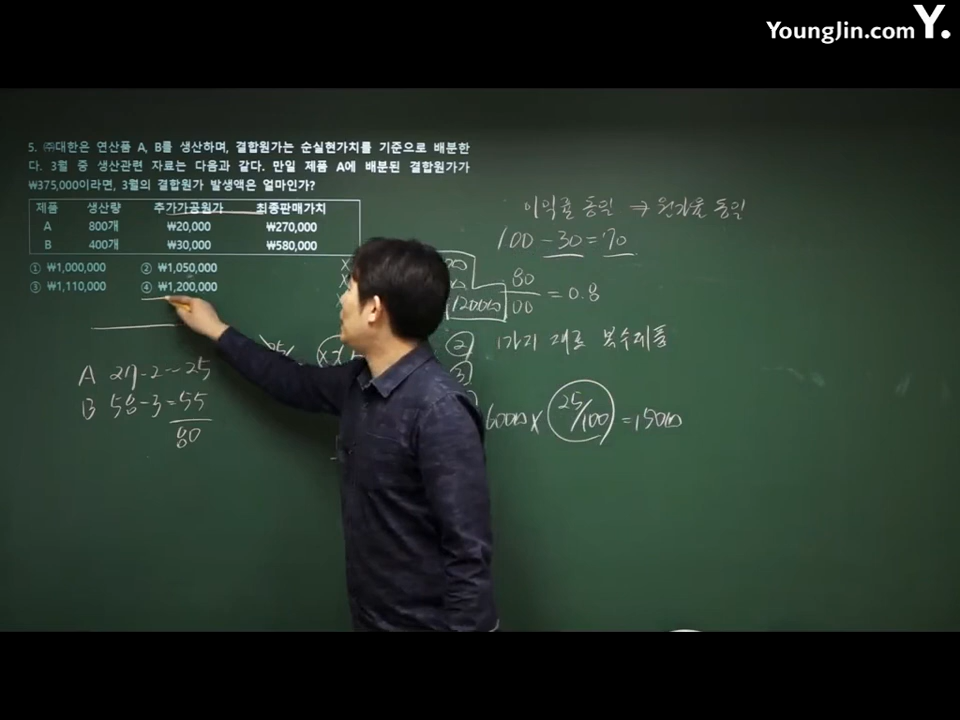 YoungJin.com Y.
5. ㈜대한은 연산품 A, B를 생산하며, 결합원가는 순실현가치를 기준으로 배분한
다. 3월 중 생산관련 자료는 다음과 같다. 만일 제품 A에 배분된 결합원가가
₩375,000이라면, 3월의 결합원가 발생액은 얼마인가?
제품 생산량 추가가공원가 최종판매가치
A 800개 ₩20,000 ₩270,000
B 400개 ₩30,000 ₩580,000
① ₩1,000,000 ② ₩1,050,000
③ ₩1,110,000 ④ ₩1,200,000
A 27-2=25
B 58-3=55
80
이익률 동일 ⇒ 원가율 동일
100-30=70
80
= 0.8
② 1가지 재료 복수제품
③
25/100